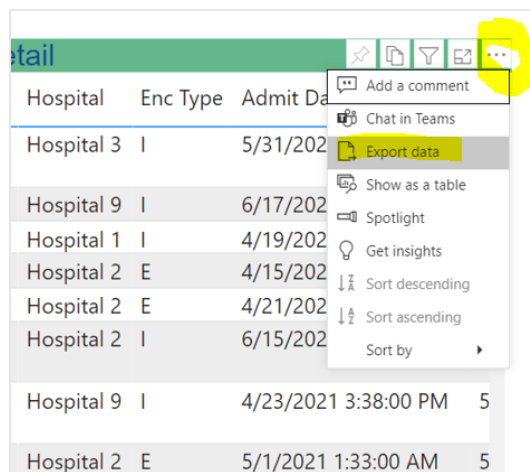 etail
Hospital Enc Type Admit Da
Hospital 3 I 5/31/202
Hospital 9 I 6/17/202
Hospital 1 I 4/19/202
Hospital 2 E 4/15/202
Hospital 2 E 4/21/202
Hospital 2 I 6/15/202
Hospital 9 I 4/23/2021 3:38:00 PM 5
Hospital 2 E 5/1/2021 1:33:00 AM 5
Add a comment
Chat in Teams
Export data
Show as a table
Spotlight
Get insights
Sort descending
Sort ascending
Sort by